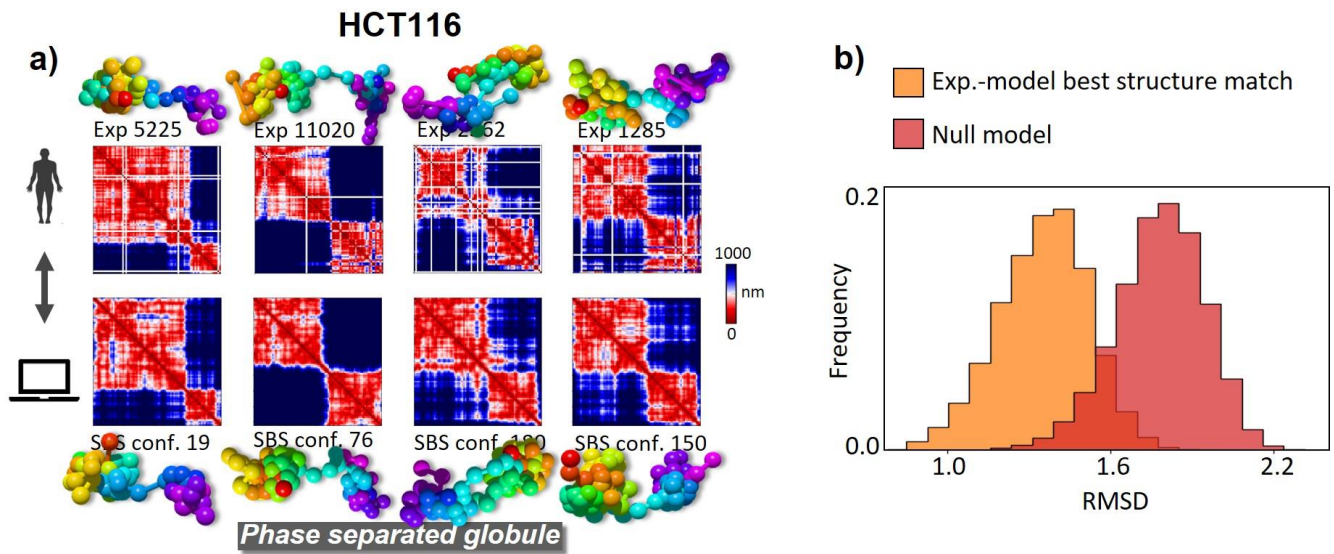 HCT116
a)
Exp 5225 Exp 11020 Exp Exp 1285
1000
nm
0
SBS conf. 19 SBS conf. 76 SBS conf. SBS conf. 150
Phase separated globule
b)
Exp.-model best structure match
Null model
0.2
Frequency
0.0
1.0 1.6 2.2
RMSD